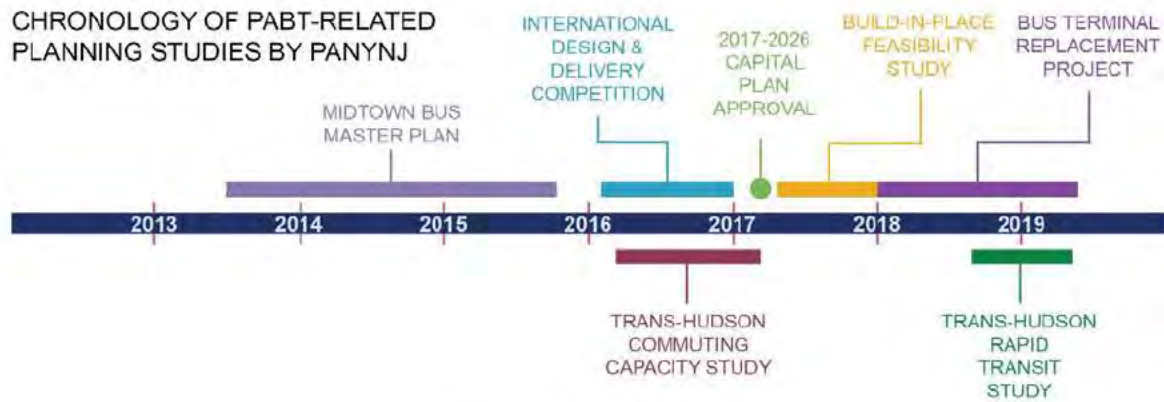 CHRONOLOGY OF PABT-RELATED
PLANNING STUDIES BY PANYNJ
MIDTOWN BUS
MASTER PLAN
INTERNATIONAL
DESIGN &
DELIVERY
COMPETITION
2017-2026
CAPITAL
PLAN
APPROVAL
BUILD-IN-PLACE
FEASIBILITY
STUDY
BUS TERMINAL
REPLACEMENT
PROJECT
2013
2014
2015
2016
2017
2018
2019
TRANS-HUDSON
COMMUTING
CAPACITY STUDY
TRANS-HUDSON
RAPID
TRANSIT
STUDY